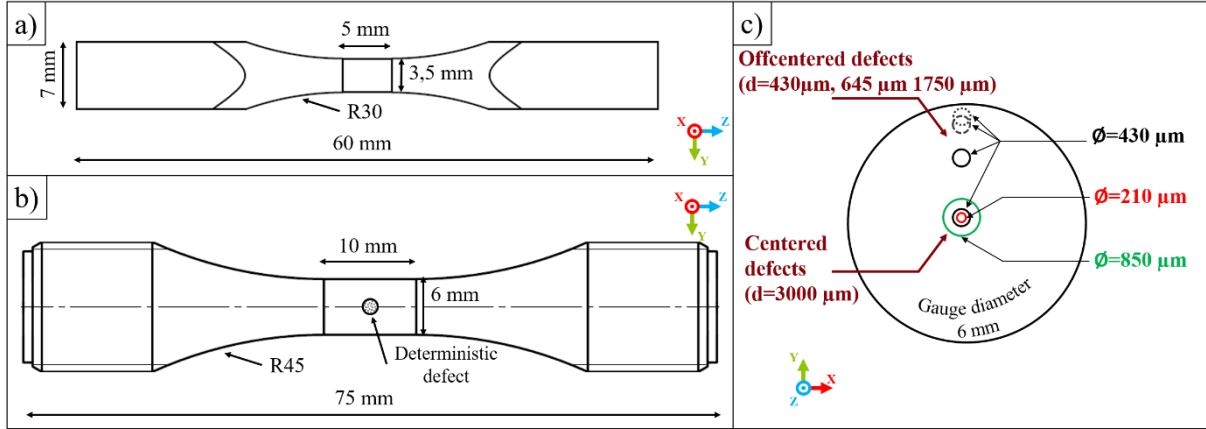 a)
5 mm
7 mm
3,5 mm
R30
60 mm
X
Z
Y
b)
10 mm
6 mm
R45
Deterministic
defect
75 mm
X
Z
Y
c)
Offcentered defects
(d=430µm, 645 µm 1750 µm)
Ø=430 µm
Ø=210 µm
Ø=850 µm
Centered
defects
(d=3000 µm)
Gauge diameter
6 mm
Y
X
Z